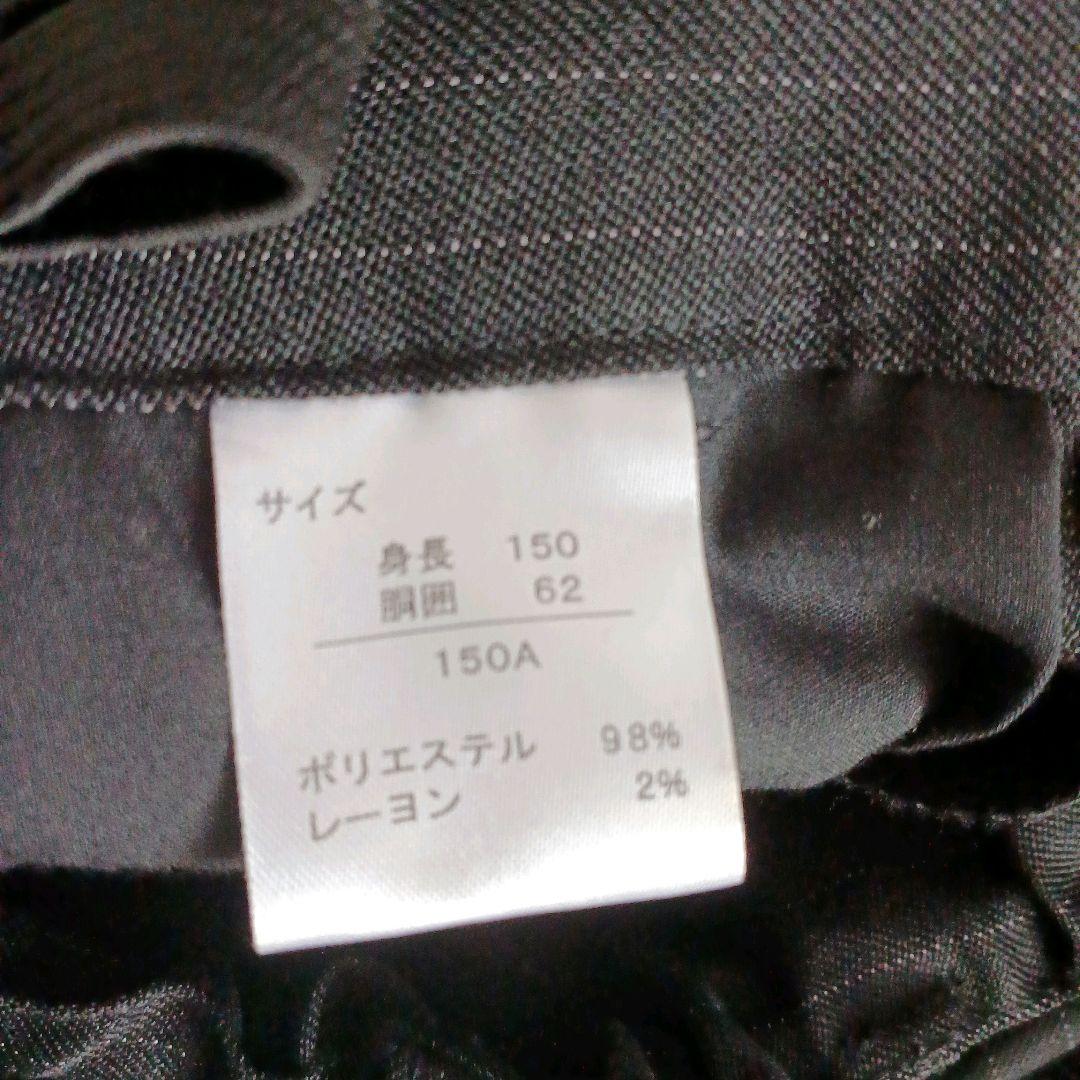 サイズ
身長 150
胴囲 62
150A
ポリエステル 98%
レーヨン 2%